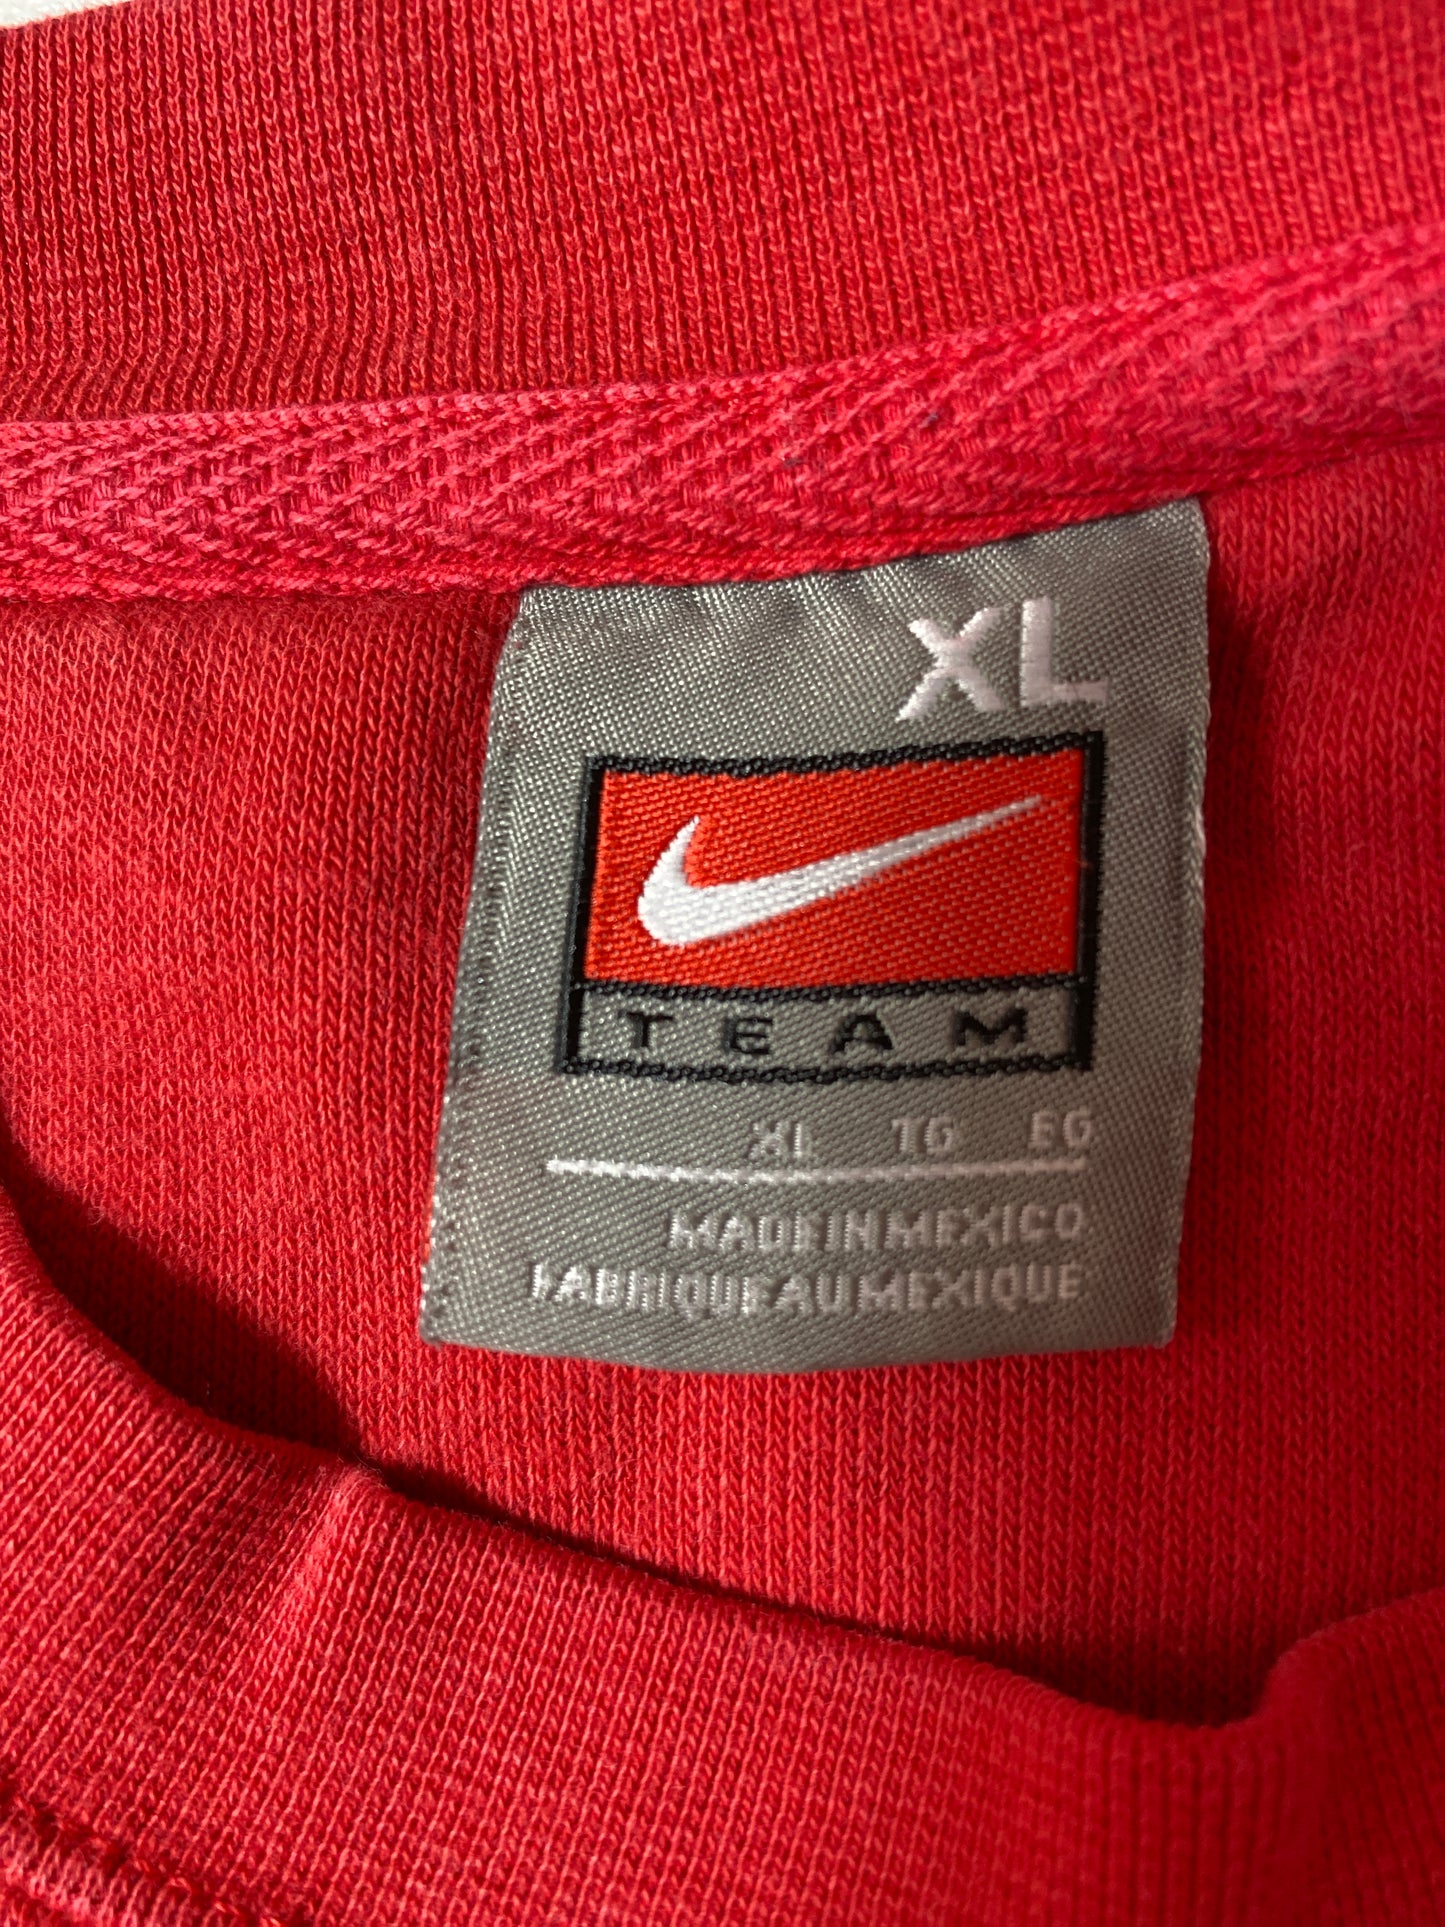 XL
TEAM
XL TG EG
MADE IN MEXICO
FABRIQUE AU MEXIQUE